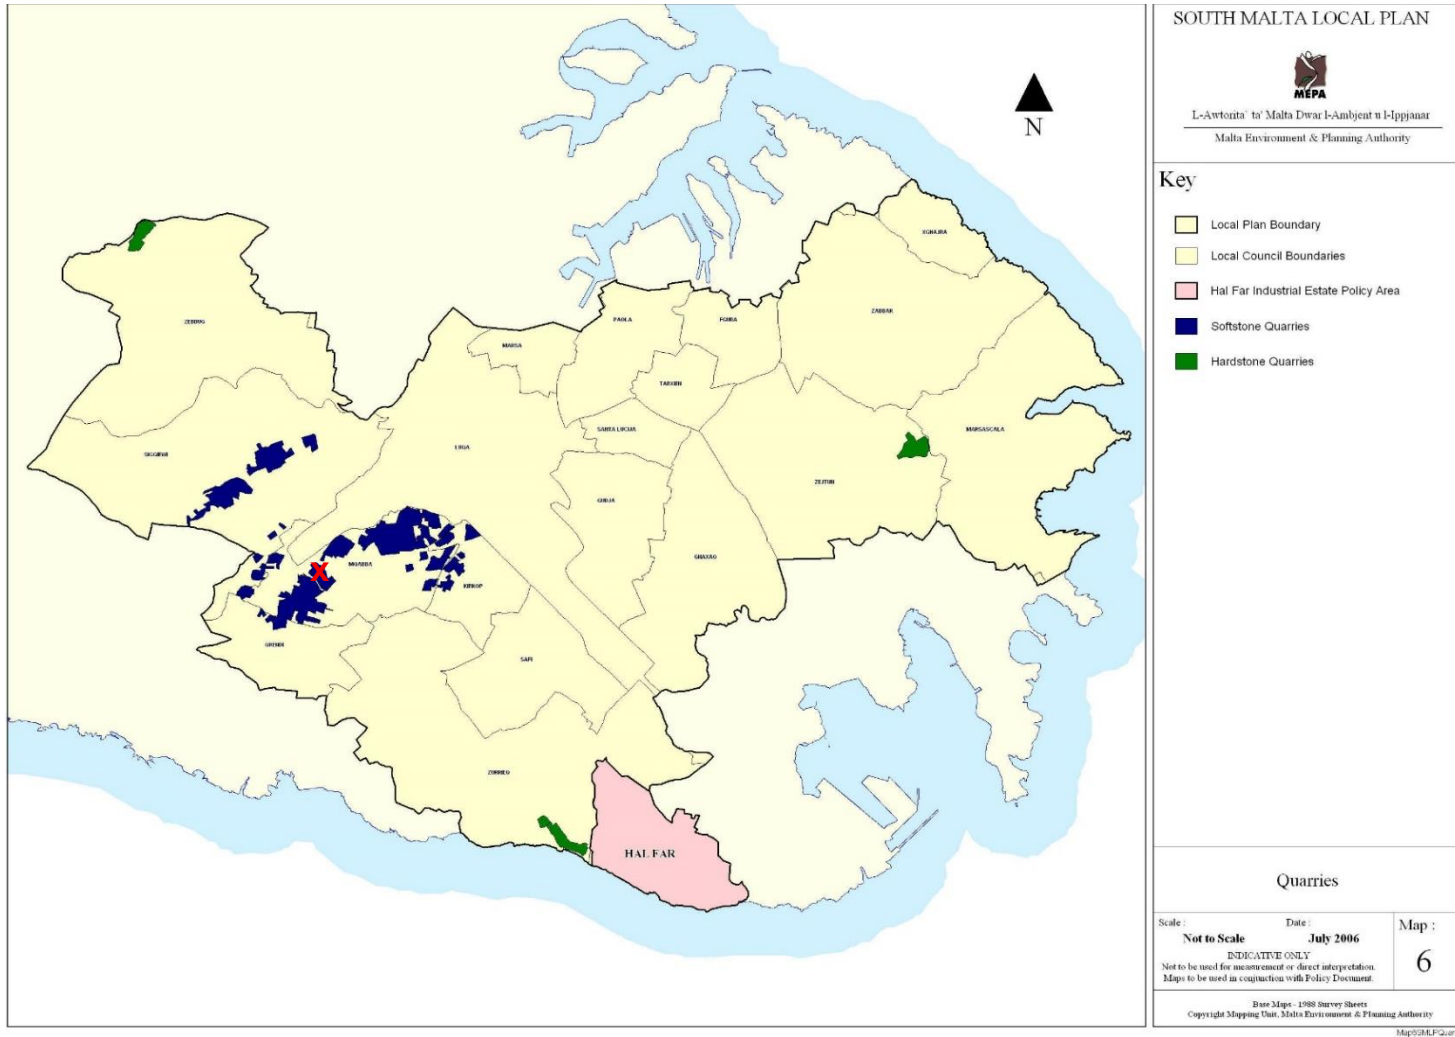 SOUTH MALTA LOCAL PLAN
MEPA
L-Awtorita` ta' Malta Dwar l-Ambjent u l-Ippjanar
Malta Environment & Planning Authority
N
Key
Local Plan Boundary
Local Council Boundaries
Hal Far Industrial Estate Policy Area
Softstone Quarries
Hardstone Quarries
XGHAJRA
ZABBAR
FGURA
PAOLA
MARSA
ZEBBUG
TARXIEN
SANTA LUCIJA
MARSASCALA
LUQA
SIGGIEWI
ZEJTUN
GUDJA
GHAXAQ
MQABBA
X
KIRKOP
QRENDI
SAFI
ZURRIEQ
HAL FAR
Quarries
Scale :
Not to Scale
Date :
July 2006
Map :
6
INDICATIVE ONLY
Not to be used for measurement or direct interpretation.
Maps to be used in conjunction with Policy Document.
Base Maps - 1988 Survey Sheets
Copyright Mapping Unit, Malta Environment & Planning Authority